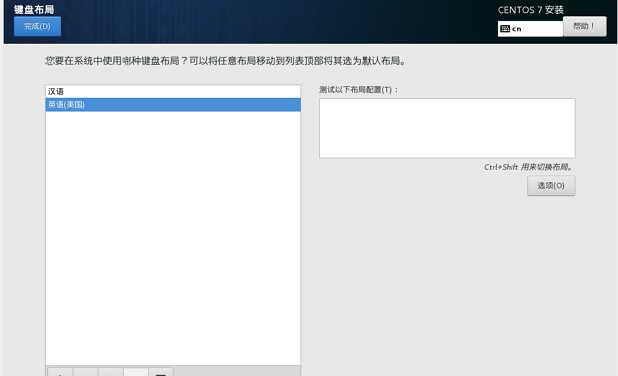 键盘布局
CENTOS 7 安装
完成(D)
cn
帮助！
您要在系统中使用哪种键盘布局？可以将任意布局移动到列表顶部将其选为默认布局。
汉语
英语(美国)
测试以下布局配置(T)：
Ctrl+Shift 用来切换布局。
选项(O)